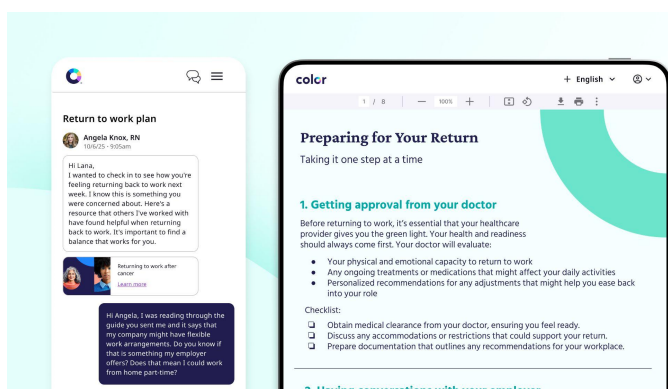 Return to work plan
Angela Knox, RN
10/6/25 - 9:05am
Hi Lana,
I wanted to check in to see how you're
feeling returning back to work next
week. I know this is something you
were concerned about. Here's a
resource that others I've worked with
have found helpful when returning
back to work. It's important to find a
balance that works for you.
Returning to work after
cancer
Learn more
Hi Angela, I was reading through the
guide you sent me and it says that
my company might have flexible
work arrangements. Do you know if
that is something my employer
offers? Does that mean I could work
from home part-time?
color
+ English
1 / 8
100%
Preparing for Your Return
Taking it one step at a time
1. Getting approval from your doctor
Before returning to work, it's essential that your healthcare
provider gives you the green light. Your health and readiness
should always come first. Your doctor will evaluate:
● Your physical and emotional capacity to return to work
● Any ongoing treatments or medications that might affect your daily activities
● Personalized recommendations for any adjustments that might help you ease back
into your role
Checklist:
❏ Obtain medical clearance from your doctor, ensuring you feel ready.
❏ Discuss any accommodations or restrictions that could support your return.
❏ Prepare documentation that outlines any recommendations for your workplace.
2. Having conversations with your employer